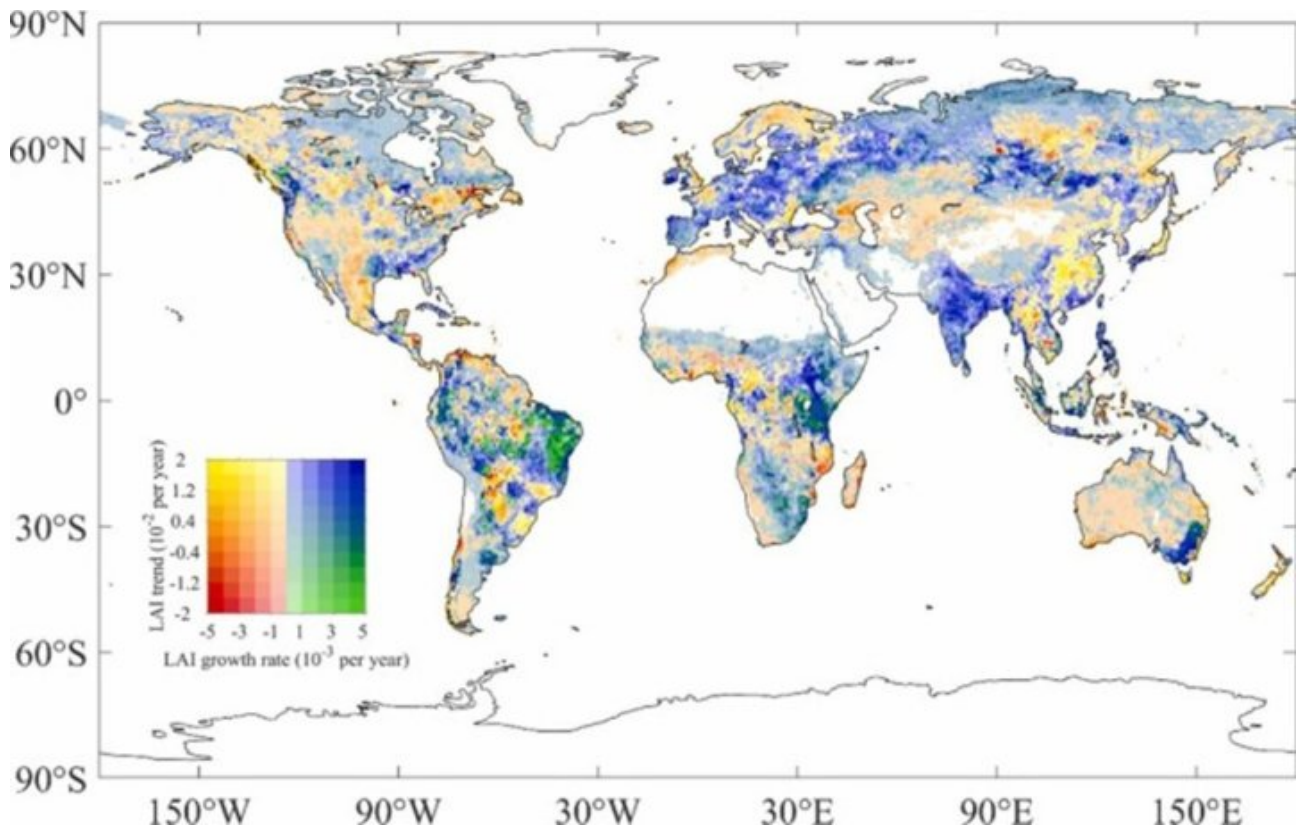 90°N
60°N
30°N
0°
30°S
60°S
90°S
150°W 90°W 30°W 30°E 90°E 150°E
LAI trend (10⁻² per year)
2
1.2
0.4
-0.4
-1.2
-2
-5 -3 -1 1 3 5
LAI growth rate (10⁻³ per year)